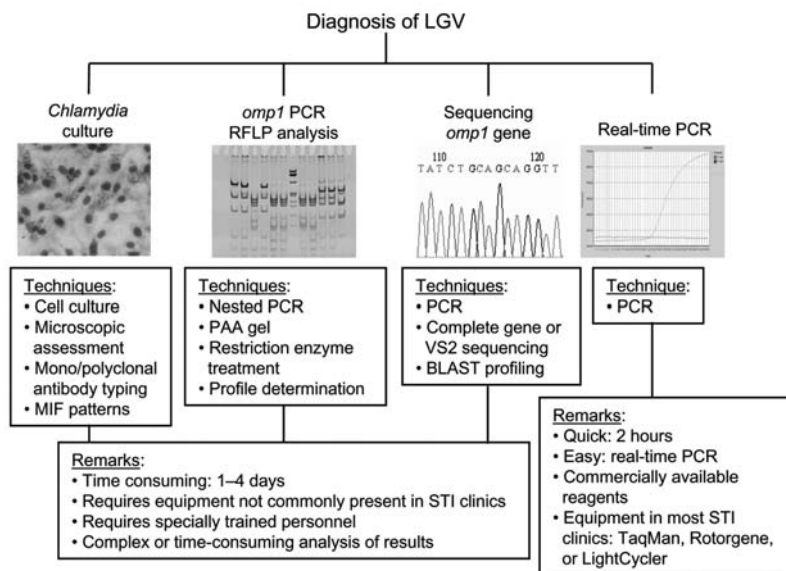 Diagnosis of LGV
Chlamydia
culture
omp1 PCR
RFLP analysis
Sequencing
omp1 gene
Real-time PCR
110 120
T A T C T G C A G C A G G T T
Techniques:
• Cell culture
• Microscopic
assessment
• Mono/polyclonal
antibody typing
• MIF patterns
Techniques:
• Nested PCR
• PAA gel
• Restriction enzyme
treatment
• Profile determination
Techniques:
• PCR
• Complete gene or
VS2 sequencing
• BLAST profiling
Technique:
• PCR
Remarks:
• Time consuming: 1–4 days
• Requires equipment not commonly present in STI clinics
• Requires specially trained personnel
• Complex or time-consuming analysis of results
Remarks:
• Quick: 2 hours
• Easy: real-time PCR
• Commercially available
reagents
• Equipment in most STI
clinics: TaqMan, Rotorgene,
or LightCycler